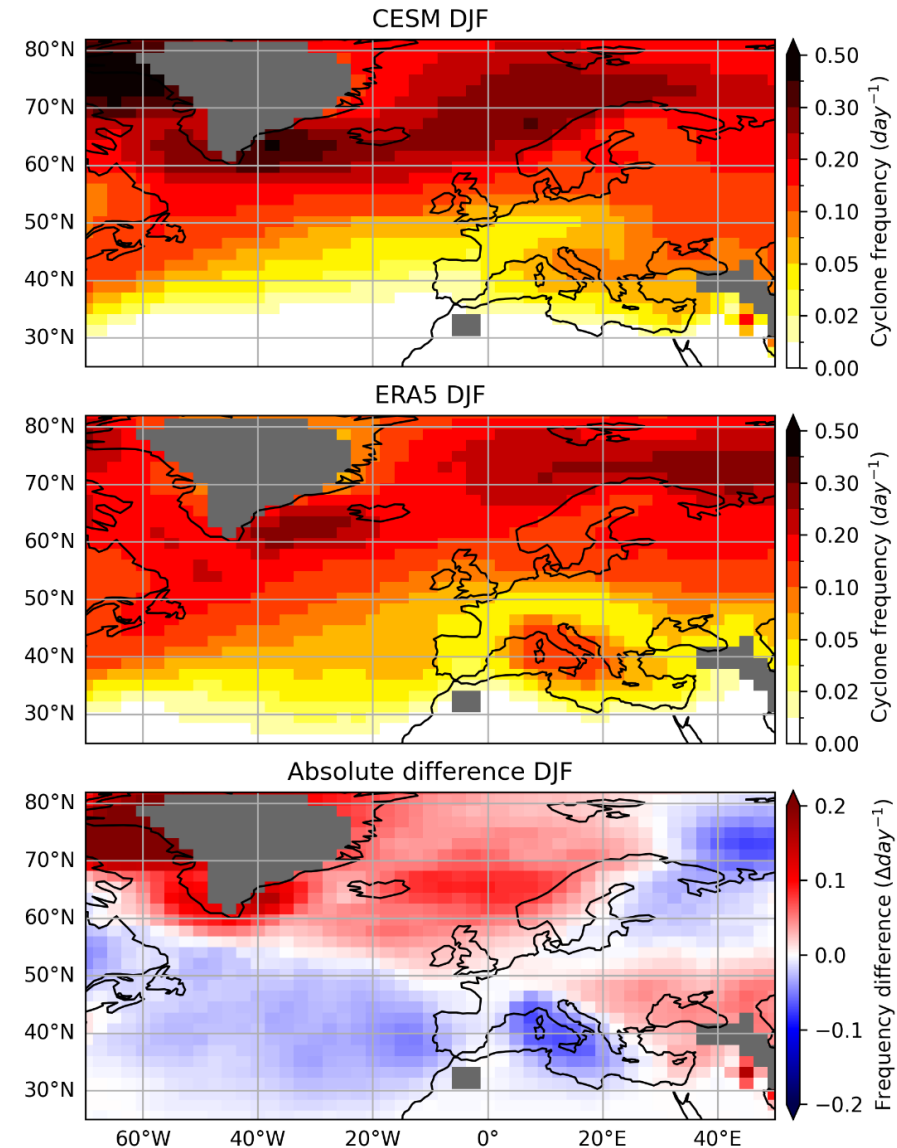 CESM DJF
80°N
70°N
60°N
50°N
40°N
30°N
0.50
0.30
0.20
0.10
0.05
0.02
0.00
Cyclone frequency (day⁻¹)
ERA5 DJF
80°N
70°N
60°N
50°N
40°N
30°N
0.50
0.30
0.20
0.10
0.05
0.02
0.00
Cyclone frequency (day⁻¹)
Absolute difference DJF
80°N
70°N
60°N
50°N
40°N
30°N
60°W 40°W 20°W 0° 20°E 40°E
0.2
0.1
0.0
−0.1
−0.2
Frequency difference (Δday⁻¹)